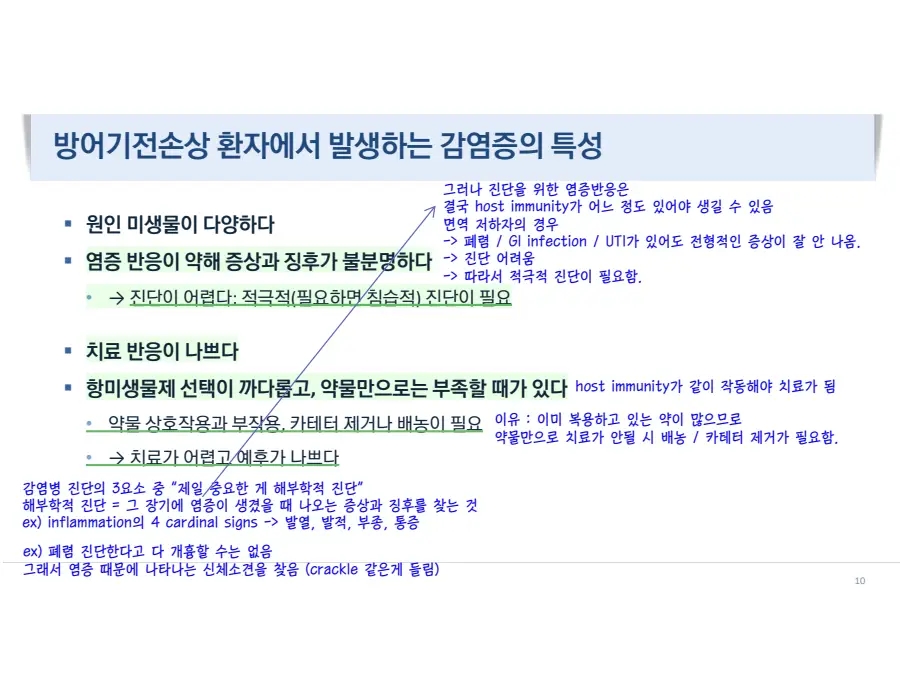 방어기전손상 환자에서 발생하는 감염증의 특성
그러나 진단을 위한 염증반응은
결국 host immunity가 어느 정도 있어야 생길 수 있음
면역 저하자의 경우
-> 폐렴 / GI infection / UTI가 있어도 전형적인 증상이 잘 안 나옴.
-> 진단 어려움
-> 따라서 적극적 진단이 필요함.
▪ 원인 미생물이 다양하다
▪ 염증 반응이 약해 증상과 징후가 불분명하다
• → 진단이 어렵다: 적극적(필요하면 침습적) 진단이 필요
▪ 치료 반응이 나쁘다
▪ 항미생물제 선택이 까다롭고, 약물만으로는 부족할 때가 있다
host immunity가 같이 작동해야 치료가 됨
• 약물 상호작용과 부작용, 카테터 제거나 배농이 필요
이유 : 이미 복용하고 있는 약이 많으므로
약물만으로 치료가 안될 시 배농 / 카테터 제거가 필요함.
• → 치료가 어렵고 예후가 나쁘다
감염병 진단의 3요소 중 "제일 중요한 게 해부학적 진단"
해부학적 진단 = 그 장기에 염증이 생겼을 때 나오는 증상과 징후를 찾는 것
ex) inflammation의 4 cardinal signs -> 발열, 발적, 부종, 통증
ex) 폐렴 진단한다고 다 개흉할 수는 없음
그래서 염증 때문에 나타나는 신체소견을 찾음 (crackle 같은게 들림)
10